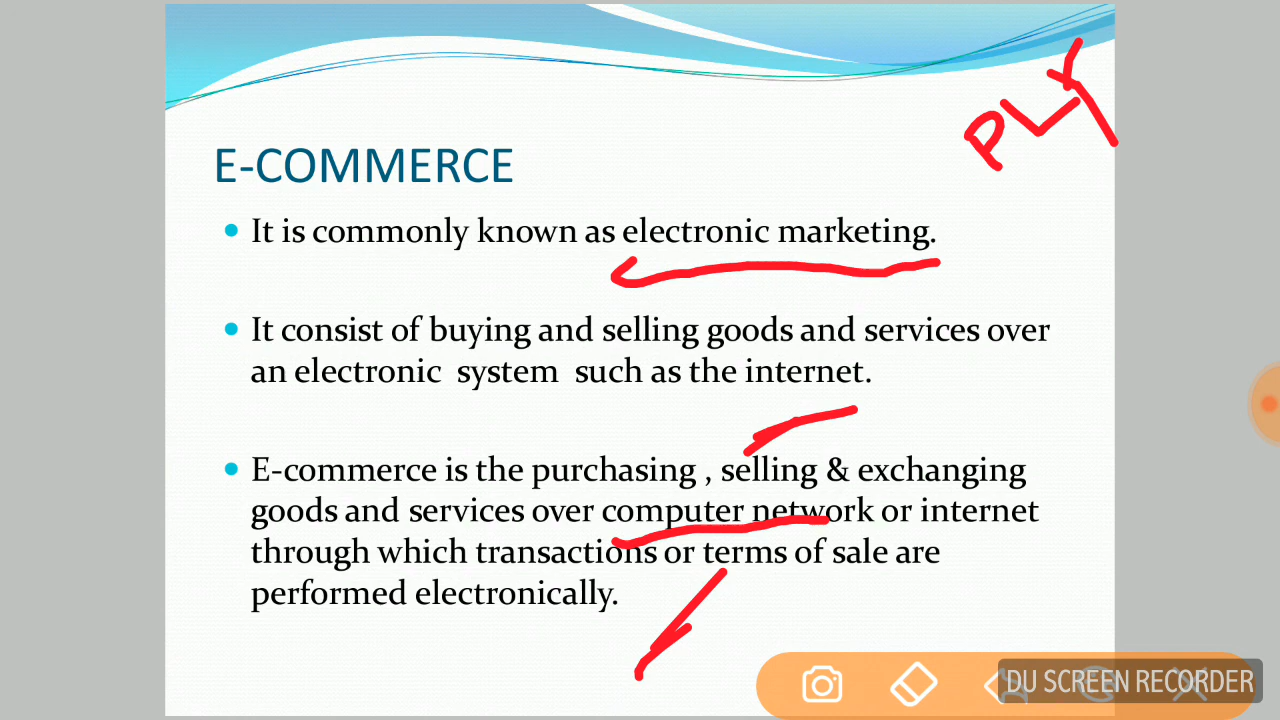 PLY
E-COMMERCE
It is commonly known as electronic marketing.
It consist of buying and selling goods and services over
an electronic system such as the internet.
E-commerce is the purchasing , selling & exchanging
goods and services over computer network or internet
through which transactions or terms of sale are
performed electronically.
DU SCREEN RECORDER